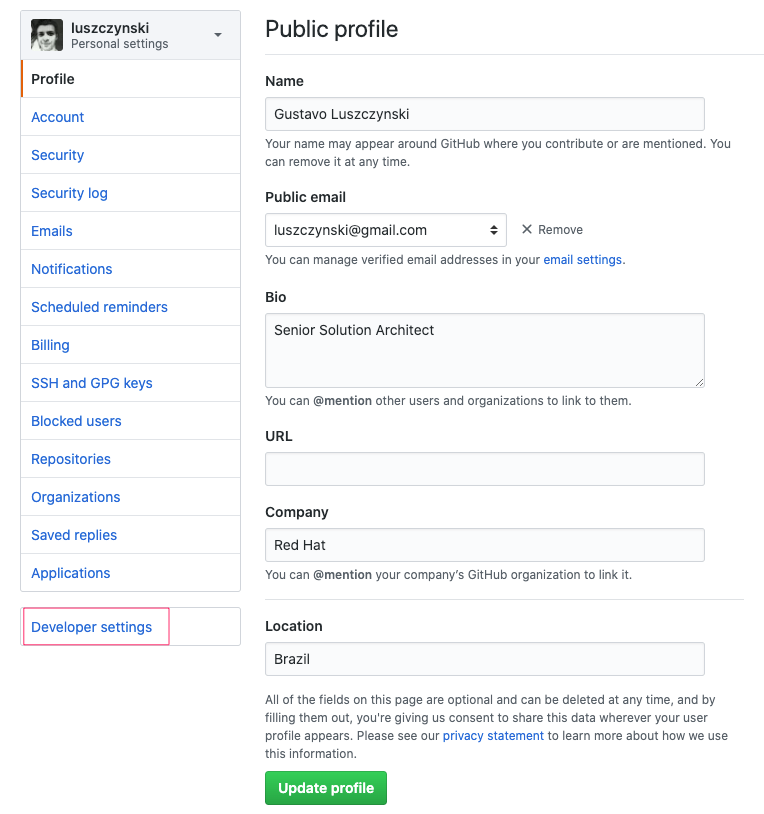 luszczynski
Personal settings
Profile
Account
Security
Security log
Emails
Notifications
Scheduled reminders
Billing
SSH and GPG keys
Blocked users
Repositories
Organizations
Saved replies
Applications
Developer settings
Public profile
Name
Gustavo Luszczynski
Your name may appear around GitHub where you contribute or are mentioned. You
can remove it at any time.
Public email
luszczynski@gmail.com
Remove
You can manage verified email addresses in your email settings.
Bio
Senior Solution Architect
You can @mention other users and organizations to link to them.
URL
Company
Red Hat
You can @mention your company's GitHub organization to link it.
Location
Brazil
All of the fields on this page are optional and can be deleted at any time, and by
filling them out, you're giving us consent to share this data wherever your user
profile appears. Please see our privacy statement to learn more about how we use
this information.
Update profile